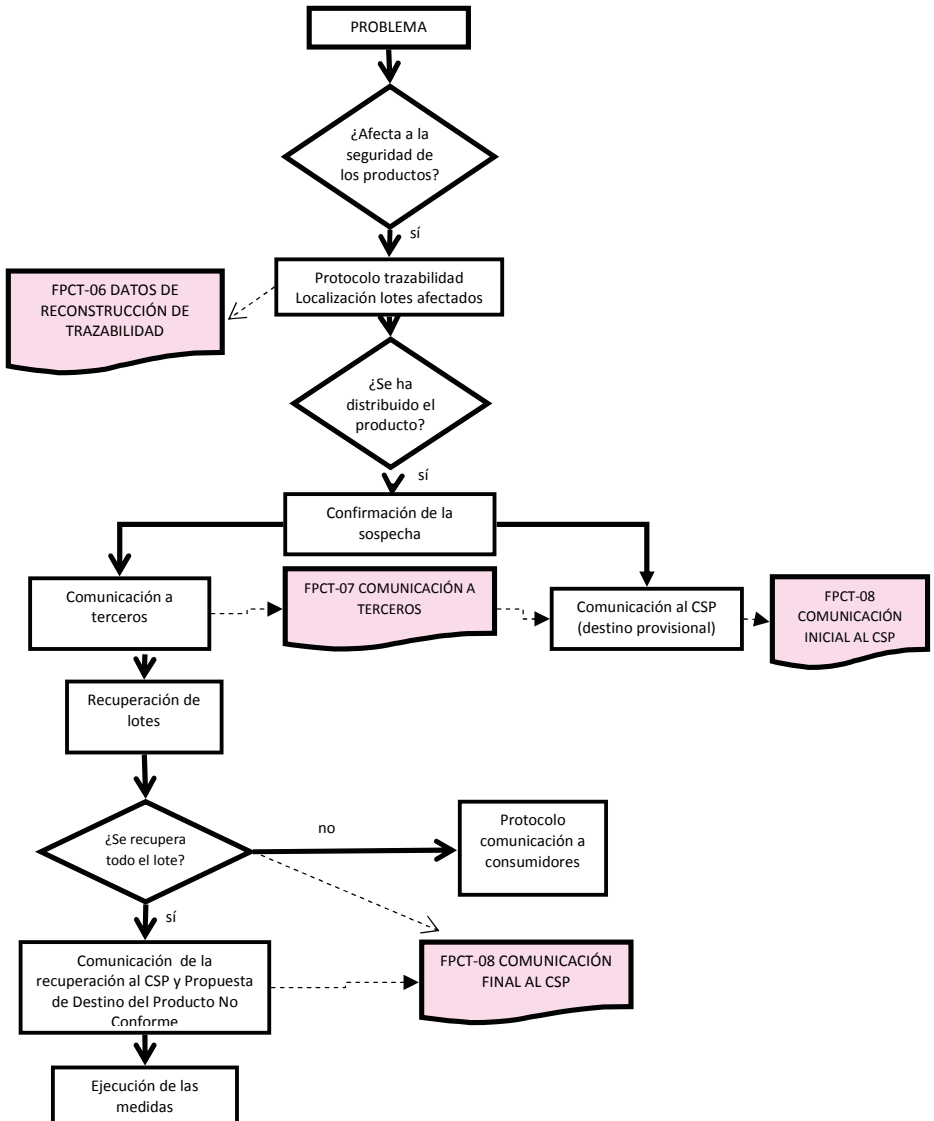 PROBLEMA
¿Afecta a la
seguridad de
los productos?
sí
Protocolo trazabilidad
Localización lotes afectados
FPCT-06 DATOS DE
RECONSTRUCCIÓN DE
TRAZABILIDAD
¿Se ha
distribuido el
producto?
sí
Confirmación de la
sospecha
Comunicación a
terceros
FPCT-07 COMUNICACIÓN A
TERCEROS
Comunicación al CSP
(destino provisional)
FPCT-08
COMUNICACIÓN
INICIAL AL CSP
Recuperación de
lotes
¿Se recupera
todo el lote?
no
Protocolo
comunicación a
consumidores
sí
Comunicación de la
recuperación al CSP y Propuesta
de Destino del Producto No
Conforme
FPCT-08 COMUNICACIÓN
FINAL AL CSP
Ejecución de las
medidas